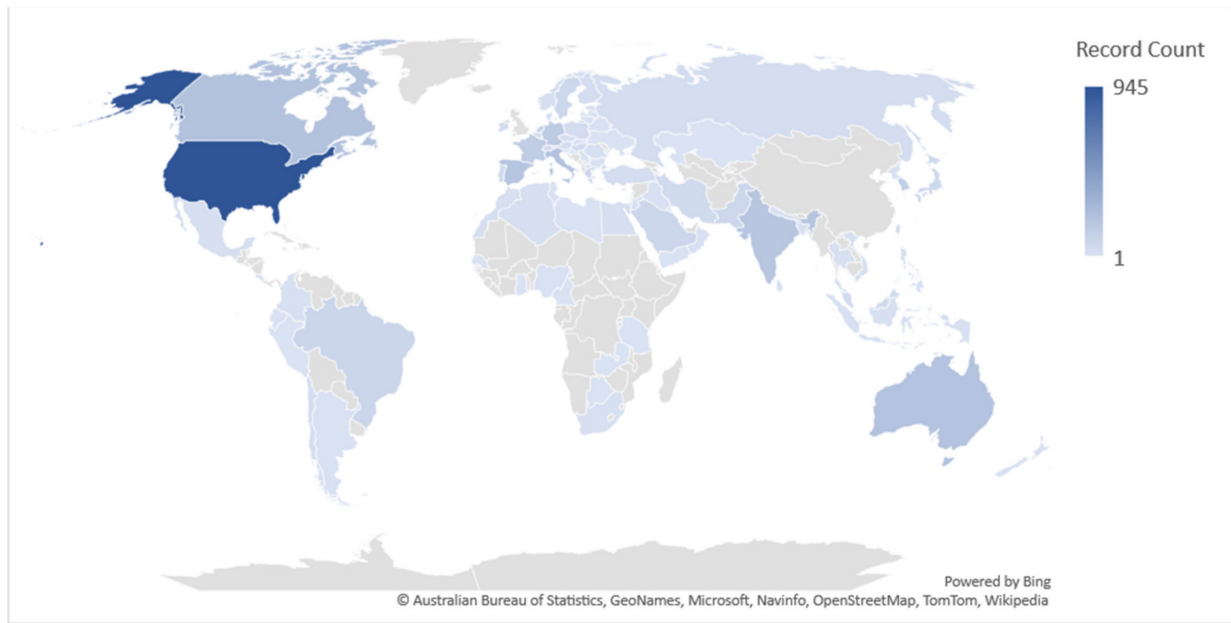 Record Count
945
1
Powered by Bing
© Australian Bureau of Statistics, GeoNames, Microsoft, Navinfo, OpenStreetMap, TomTom, Wikipedia